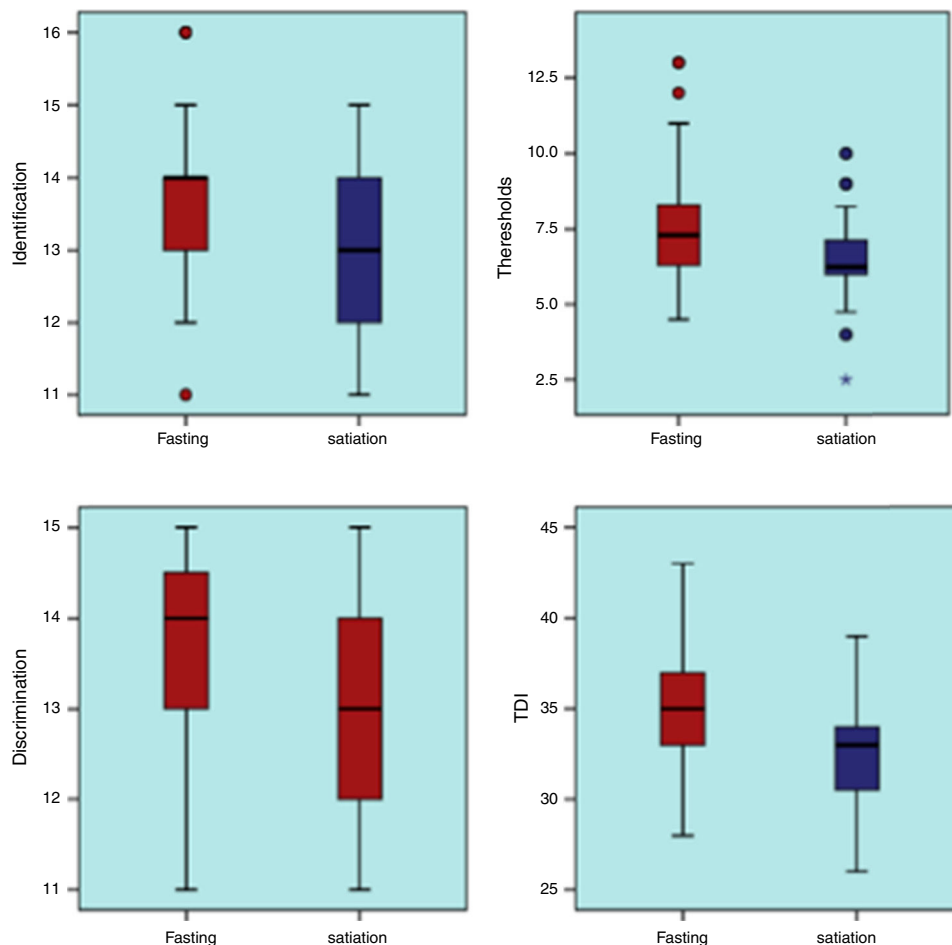 Identification
16
15
14
13
12
11
Fasting satiation
Theresholds
12.5
10.0
7.5
5.0
2.5
Fasting satiation
Discrimination
15
14
13
12
11
Fasting satiation
TDI
45
40
35
30
25
Fasting satiation